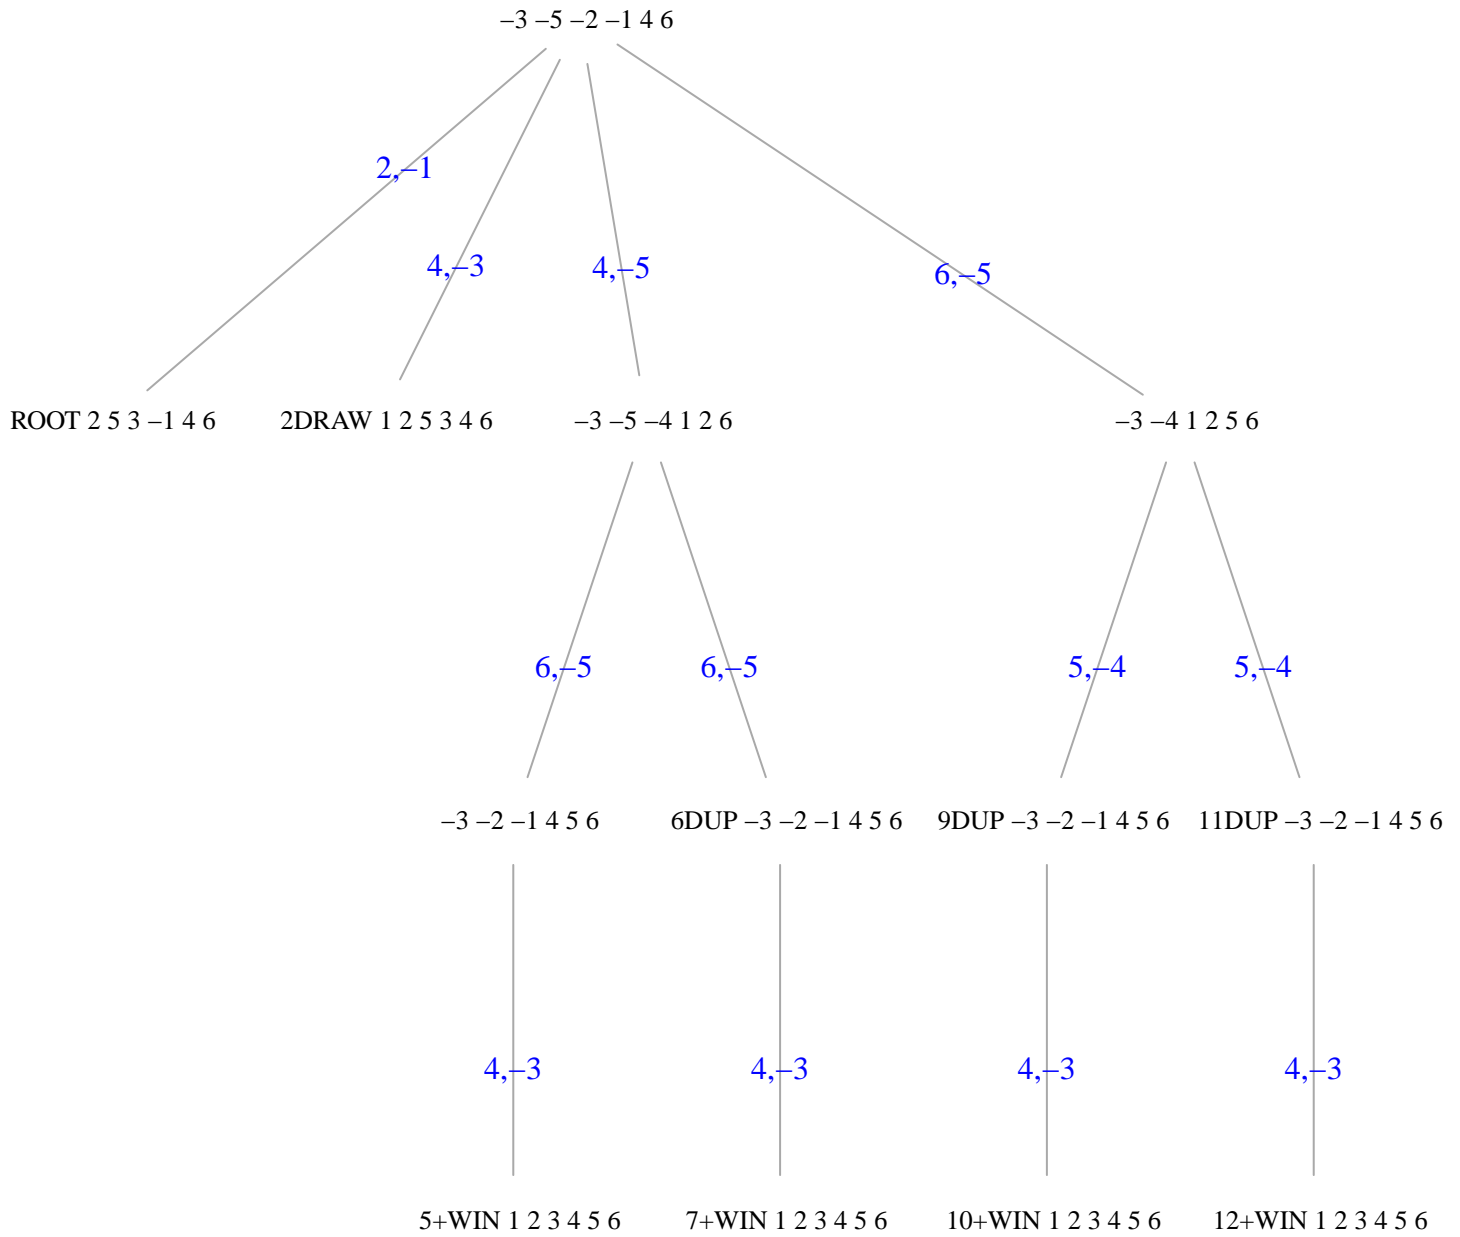 –3 –5 –2 –1 4 6
2,–1
4,–3
4,–5
6,–5
ROOT 2 5 3 –1 4 6
2DRAW 1 2 5 3 4 6
–3 –5 –4 1 2 6
–3 –4 1 2 5 6
6,–5
6,–5
5,–4
5,–4
–3 –2 –1 4 5 6
6DUP –3 –2 –1 4 5 6
9DUP –3 –2 –1 4 5 6
11DUP –3 –2 –1 4 5 6
4,–3
4,–3
4,–3
4,–3
5+WIN 1 2 3 4 5 6
7+WIN 1 2 3 4 5 6
10+WIN 1 2 3 4 5 6
12+WIN 1 2 3 4 5 6